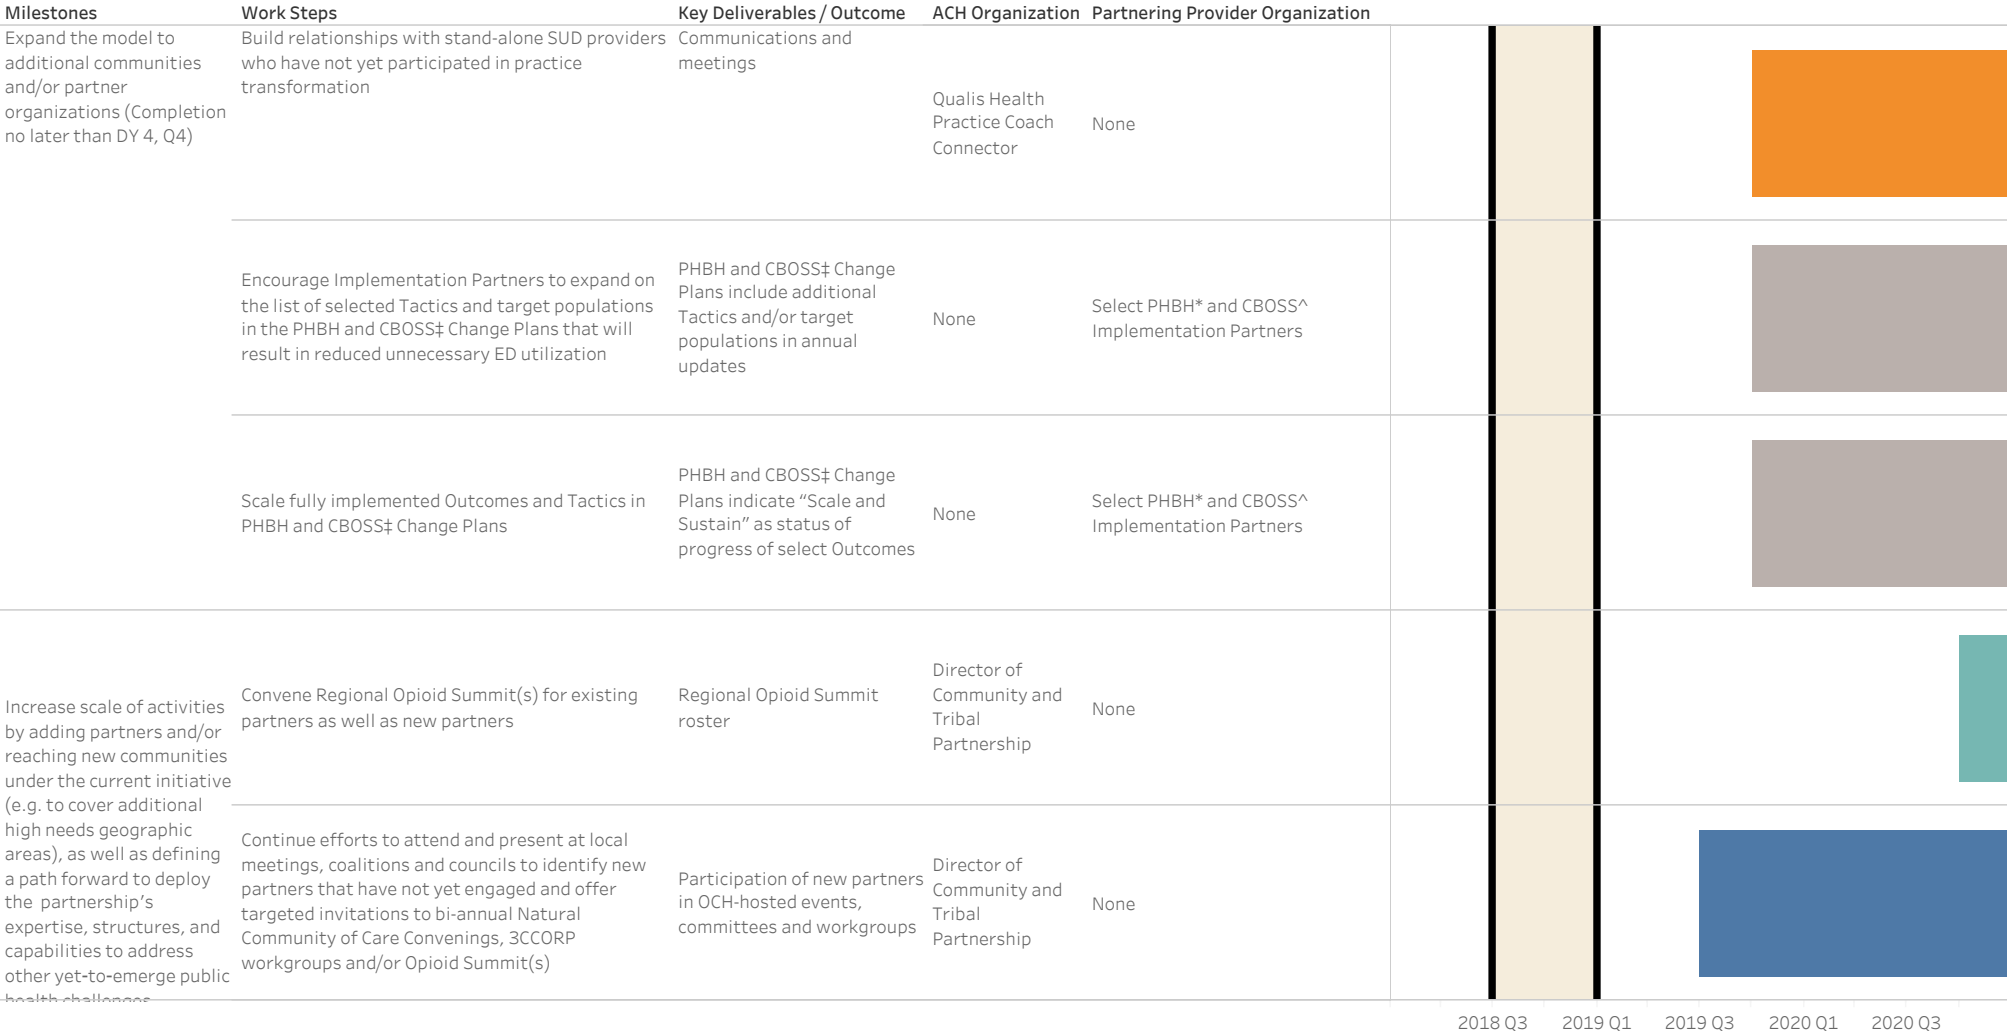 Milestones
Work Steps
Key Deliverables / Outcome
ACH Organization
Partnering Provider Organization
Expand the model to
additional communities
and/or partner
organizations (Completion
no later than DY 4, Q4)
Build relationships with stand-alone SUD providers
who have not yet participated in practice
transformation
Communications and
meetings
Qualis Health
Practice Coach
Connector
None
Encourage Implementation Partners to expand on
the list of selected Tactics and target populations
in the PHBH and CBOSS‡ Change Plans that will
result in reduced unnecessary ED utilization
PHBH and CBOSS‡ Change
Plans include additional
Tactics and/or target
populations in annual
updates
None
Select PHBH* and CBOSS^
Implementation Partners
Scale fully implemented Outcomes and Tactics in
PHBH and CBOSS‡ Change Plans
PHBH and CBOSS‡ Change
Plans indicate “Scale and
Sustain” as status of
progress of select Outcomes
None
Select PHBH* and CBOSS^
Implementation Partners
Increase scale of activities
by adding partners and/or
reaching new communities
under the current initiative
(e.g. to cover additional
high needs geographic
areas), as well as defining
a path forward to deploy
the partnership’s
expertise, structures, and
capabilities to address
other yet-to-emerge public
health challenges
Convene Regional Opioid Summit(s) for existing
partners as well as new partners
Regional Opioid Summit
roster
Director of
Community and
Tribal
Partnership
None
Continue efforts to attend and present at local
meetings, coalitions and councils to identify new
partners that have not yet engaged and offer
targeted invitations to bi-annual Natural
Community of Care Convenings, 3CCORP
workgroups and/or Opioid Summit(s)
Participation of new partners
in OCH-hosted events,
committees and workgroups
Director of
Community and
Tribal
Partnership
None
2018 Q3
2019 Q1
2019 Q3
2020 Q1
2020 Q3